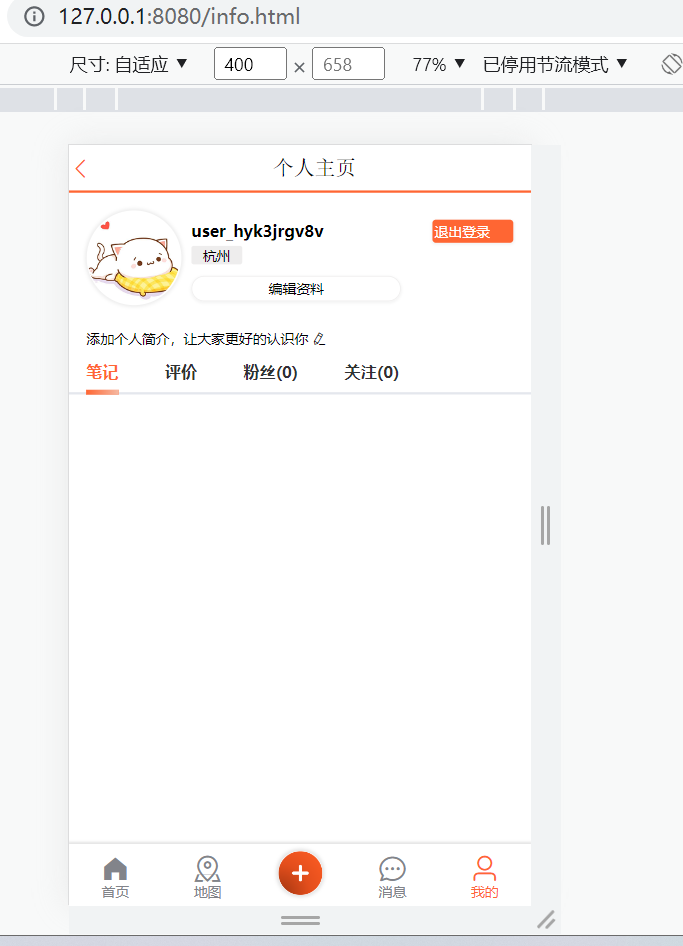 127.0.0.1:8080/info.html
尺寸: 自适应 ▼ 400 × 658 77% ▼ 已停用节流模式 ▼
个人主页
user_hyk3jrgv8v
退出登录
杭州
编辑资料
添加个人简介，让大家更好的认识你
笔记 评价 粉丝(0) 关注(0)
首页 地图 消息 我的